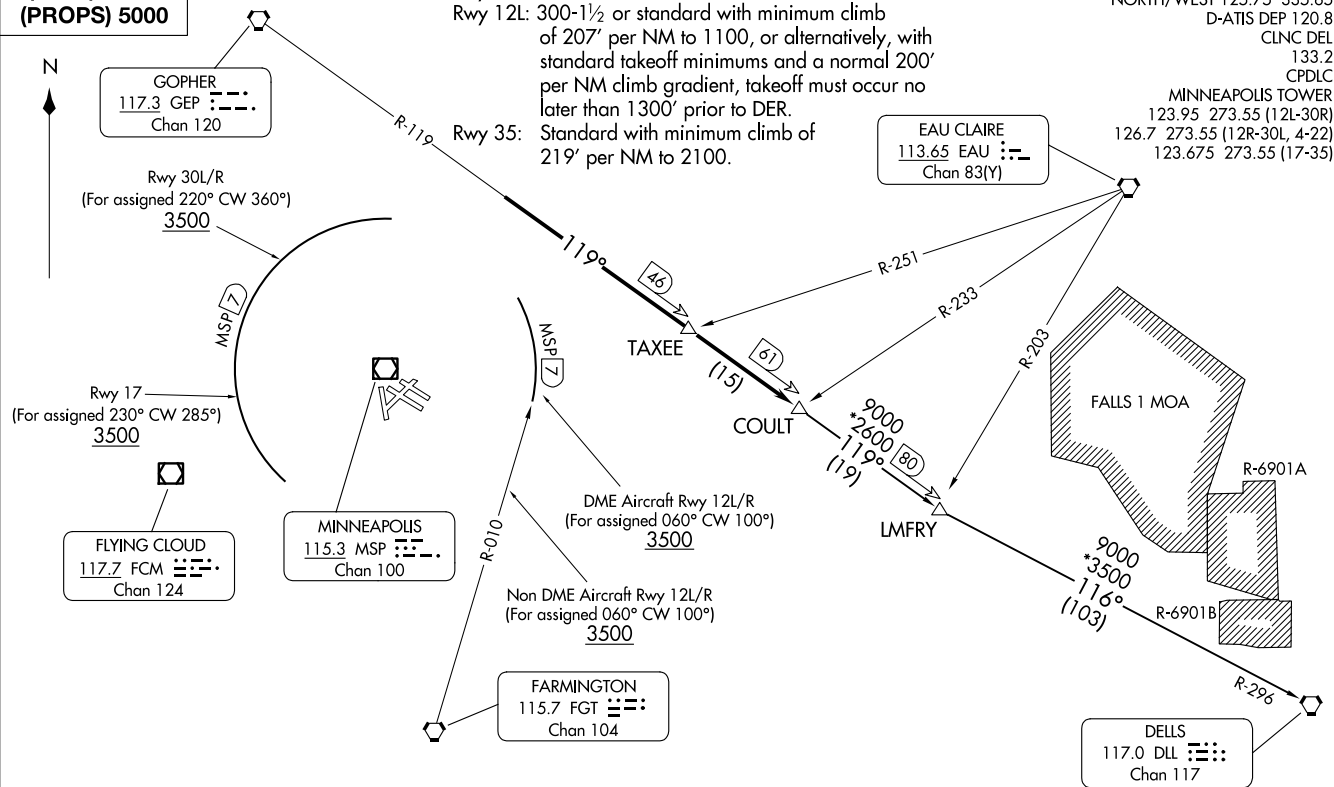 (PROPS) 5000
Rwy 12L: 300-1½ or standard with minimum climb
of 207' per NM to 1100, or alternatively, with
standard takeoff minimums and a normal 200'
per NM climb gradient, takeoff must occur no
later than 1300' prior to DER.
Rwy 35: Standard with minimum climb of
219' per NM to 2100.
D-ATIS DEP 120.8
CLNC DEL
133.2
CPDLC
MINNEAPOLIS TOWER
123.95 273.55 (12L-30R)
126.7 273.55 (12R-30L, 4-22)
123.675 273.55 (17-35)
N
GOPHER
117.3 GEP
Chan 120
R-119
EAU CLAIRE
113.65 EAU
Chan 83(Y)
Rwy 30L/R
(For assigned 220° CW 360°)
3500
119°
46
R-251
R-233
R-203
MSP 7
TAXEE
MSP 7
61
(15)
COULT
FALLS 1 MOA
Rwy 17
(For assigned 230° CW 285°)
3500
9000
*2600
119°
(19)
80
R-6901A
LMFRY
DME Aircraft Rwy 12L/R
(For assigned 060° CW 100°)
3500
MINNEAPOLIS
115.3 MSP
Chan 100
R-010
FLYING CLOUD
117.7 FCM
Chan 124
9000
*3500
116°
(103)
Non DME Aircraft Rwy 12L/R
(For assigned 060° CW 100°)
3500
R-6901B
FARMINGTON
115.7 FGT
Chan 104
R-296
DELLS
117.0 DLL
Chan 117